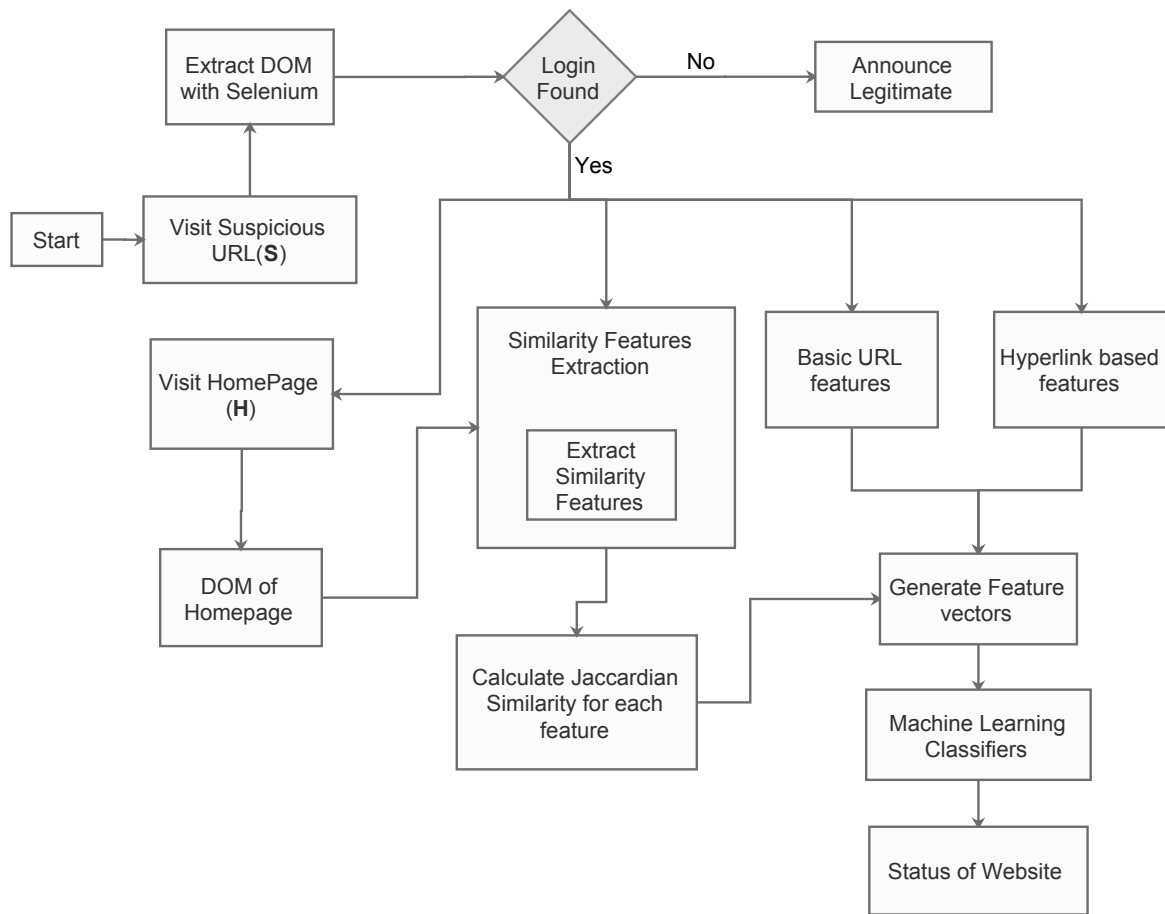 Extract DOM
with Selenium
Login
Found
No
Announce
Legitimate
Yes
Start
Visit Suspicious
URL(S)
Similarity Features
Extraction
Basic URL
features
Hyperlink based
features
Visit HomePage
(H)
Extract
Similarity
Features
DOM of
Homepage
Generate Feature
vectors
Calculate Jaccardian
Similarity for each
feature
Machine Learning
Classifiers
Status of Website